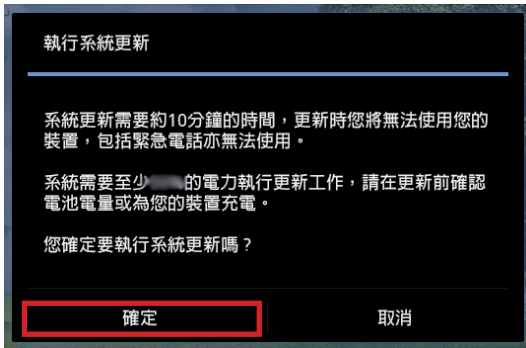 執行系統更新
系統更新需要約10分鐘的時間，更新時您將無法使用您的
裝置，包括緊急電話亦無法使用。
系統需要至少 的電力執行更新工作，請在更新前確認
電池電量或為您的裝置充電。
您確定要執行系統更新嗎？
確定
取消